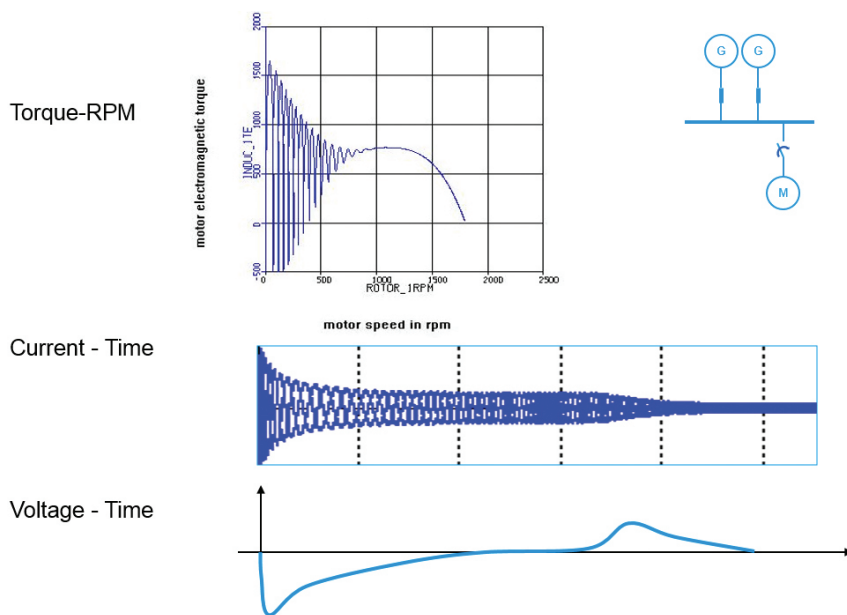 Torque-RPM
motor electromagnetic torque
INDUC_1TE
2000
1500
1000
500
0
-500
0
500
1000
1500
2000
2500
ROTOR_1RPM
G
G
M
motor speed in rpm
Current - Time
Voltage - Time